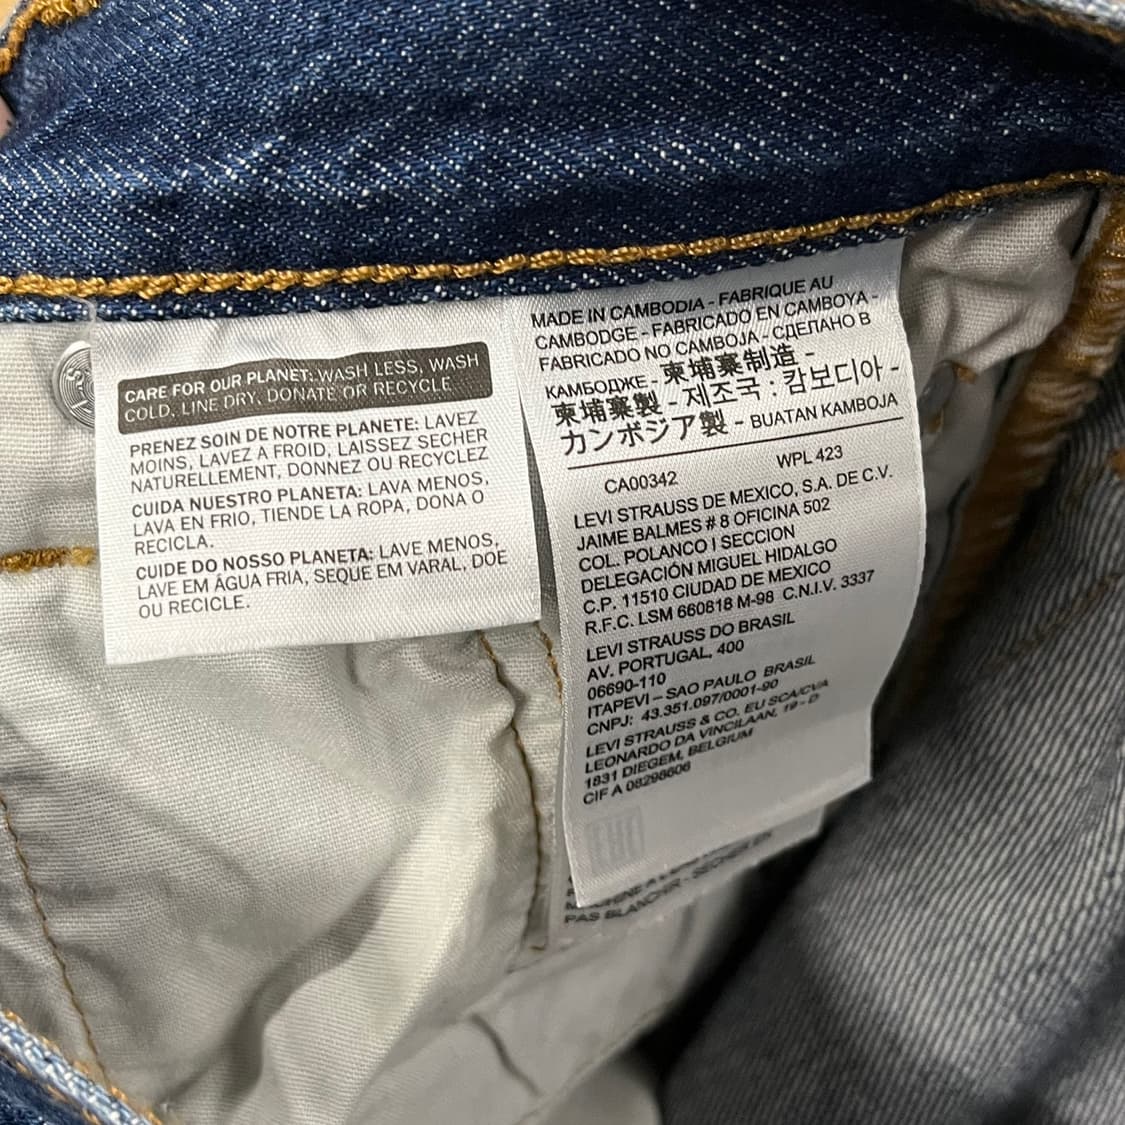 CARE FOR OUR PLANET: WASH LESS, WASH
COLD, LINE DRY, DONATE OR RECYCLE
PRENEZ SOIN DE NOTRE PLANETE: LAVEZ
MOINS, LAVEZ A FROID, LAISSEZ SECHER
NATURELLEMENT, DONNEZ OU RECYCLEZ
CUIDA NUESTRO PLANETA: LAVA MENOS,
LAVA EN FRIO, TIENDE LA ROPA, DONA O
RECICLA.
CUIDE DO NOSSO PLANETA: LAVE MENOS,
LAVE EM ÁGUA FRIA, SEQUE EM VARAL, DOE
OU RECICLE.
MADE IN CAMBODIA - FABRIQUE AU
CAMBODGE - FABRICADO EN CAMBOYA -
FABRICADO NO CAMBOJA - СДЕЛАНО В
КАМБОДЖЕ - 柬埔寨制造 -
柬埔寨製 - 제조국 : 캄보디아 -
カンボジア製 - BUATAN KAMBOJA
CA00342 WPL 423
LEVI STRAUSS DE MEXICO, S.A. DE C.V.
JAIME BALMES # 8 OFICINA 502
COL. POLANCO I SECCION
DELEGACIÓN MIGUEL HIDALGO
C.P. 11510 CIUDAD DE MEXICO
R.F.C. LSM 660818 M-98 C.N.I.V. 3337
LEVI STRAUSS DO BRASIL
AV. PORTUGAL, 400
06690-110
ITAPEVI – SAO PAULO BRASIL
CNPJ: 43.351.097/0001-90
LEVI STRAUSS & CO. EU SCA/CVA
LEONARDO DA VINCILAAN, 19 - D
1831 DIEGEM, BELGIUM
CIF A 08298606
PAS BLANCHIR -